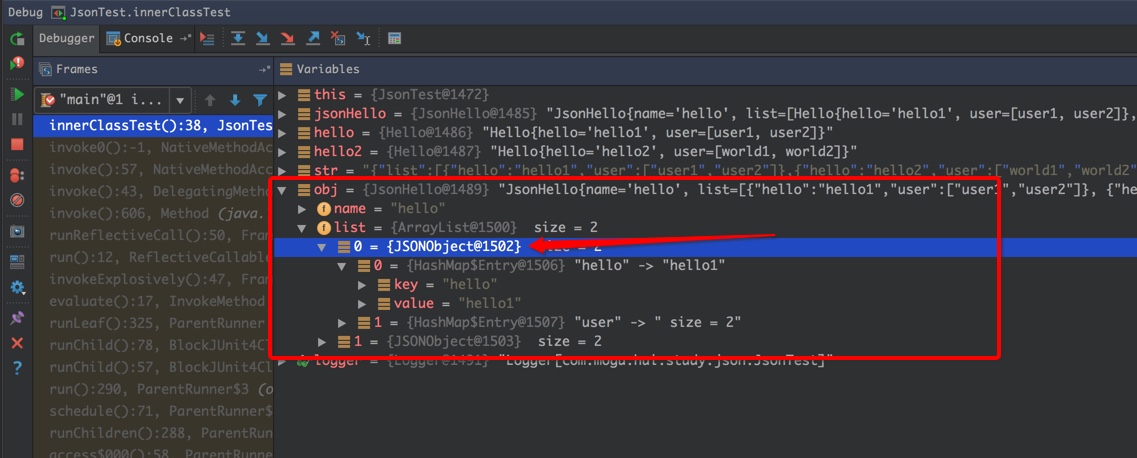 Debug JsonTest.innerClassTest
Debugger Console
Frames
Variables
"main"@1 i...
innerClassTest():38, JsonTes
invoke0():-1, NativeMethodAc
invoke():57, NativeMethodAcc
invoke():43, DelegatingMetho
invoke():606, Method (java.
runReflectiveCall():50, Fram
run():12, ReflectiveCallable
invokeExplosively():47, Fram
evaluate():17, InvokeMethod
runLeaf():325, ParentRunner
runChild():78, BlockJUnit4Cl
runChild():57, BlockJUnit4Cl
run():290, ParentRunner$3 (o
schedule():71, ParentRunner$
runChildren():288, ParentRun
access$000():58, ParentRunne
this = {JsonTest@1472}
jsonHello = {JsonHello@1485} "JsonHello{name='hello', list=[Hello{hello='hello1', user=[user1, user2]},
hello = {Hello@1486} "Hello{hello='hello1', user=[user1, user2]}"
hello2 = {Hello@1487} "Hello{hello='hello2', user=[world1, world2]}"
str = "{"list":[{"hello":"hello1","user":["user1","user2"]},{"hello":"hello2","user":["world1","world2"
obj = {JsonHello@1489} "JsonHello{name='hello', list=[{"hello":"hello1","user":["user1","user2"]}, {"he
name = "hello"
list = {ArrayList@1500} size = 2
0 = {JSONObject@1502} size = 2
0 = {HashMap$Entry@1506} "hello" -> "hello1"
key = "hello"
value = "hello1"
1 = {HashMap$Entry@1507} "user" -> " size = 2"
1 = {JSONObject@1503} size = 2
logger = {Logger@1491} "Logger[com.mogu.hal.study.json.JsonTest]"